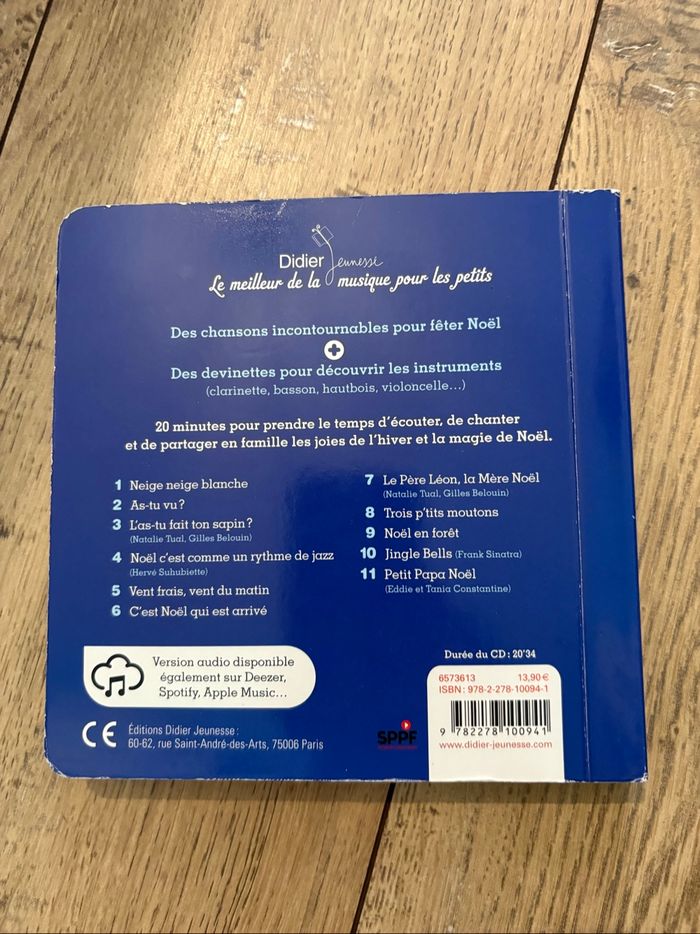 Didier Jeunesse
Le meilleur de la musique pour les petits
Des chansons incontournables pour fêter Noël
+
Des devinettes pour découvrir les instruments
(clarinette, basson, hautbois, violoncelle...)
20 minutes pour prendre le temps d'écouter, de chanter
et de partager en famille les joies de l'hiver et la magie de Noël.
1 Neige neige blanche
2 As-tu vu ?
3 L'as-tu fait ton sapin ?
(Natalie Tual, Gilles Belouin)
4 Noël c'est comme un rythme de jazz
(Hervé Suhubiette)
5 Vent frais, vent du matin
6 C'est Noël qui est arrivé
7 Le Père Léon, la Mère Noël
(Natalie Tual, Gilles Belouin)
8 Trois p'tits moutons
9 Noël en forêt
10 Jingle Bells (Frank Sinatra)
11 Petit Papa Noël
(Eddie et Tania Constantine)
Version audio disponible
également sur Deezer,
Spotify, Apple Music...
CE
Éditions Didier Jeunesse :
60-62, rue Saint-André-des-Arts, 75006 Paris
SPPF
Durée du CD : 20'34
6573613 13,90 €
ISBN : 978-2-278-10094-1
9 782278 100941
www.didier-jeunesse.com